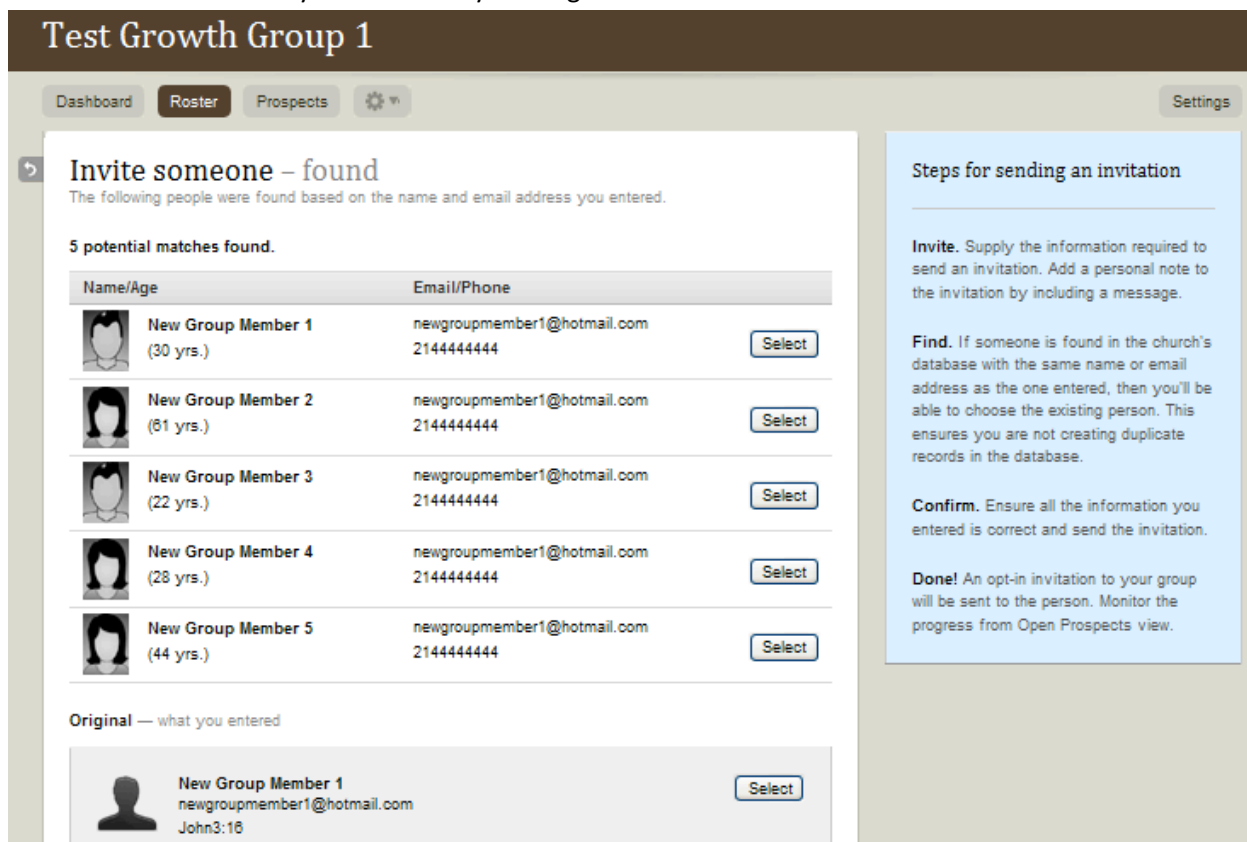 Test Growth Group 1
Dashboard Roster Prospects Settings
Invite someone – found
The following people were found based on the name and email address you entered.
5 potential matches found.
Name/Age Email/Phone
New Group Member 1 newgroupmember1@hotmail.com
(30 yrs.) 2144444444 Select
New Group Member 2 newgroupmember1@hotmail.com
(61 yrs.) 2144444444 Select
New Group Member 3 newgroupmember1@hotmail.com
(22 yrs.) 2144444444 Select
New Group Member 4 newgroupmember1@hotmail.com
(28 yrs.) 2144444444 Select
New Group Member 5 newgroupmember1@hotmail.com
(44 yrs.) 2144444444 Select
Original — what you entered
New Group Member 1 Select
newgroupmember1@hotmail.com
John3:16
Steps for sending an invitation
Invite. Supply the information required to
send an invitation. Add a personal note to
the invitation by including a message.
Find. If someone is found in the church's
database with the same name or email
address as the one entered, then you'll be
able to choose the existing person. This
ensures you are not creating duplicate
records in the database.
Confirm. Ensure all the information you
entered is correct and send the invitation.
Done! An opt-in invitation to your group
will be sent to the person. Monitor the
progress from Open Prospects view.